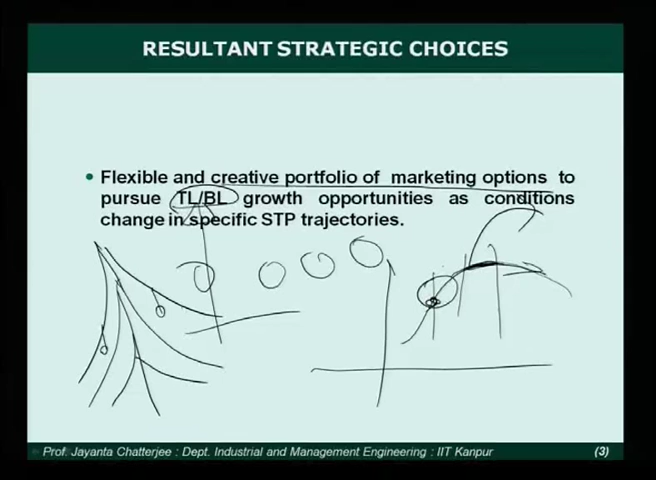 RESULTANT STRATEGIC CHOICES
• Flexible and creative portfolio of marketing options to
pursue TL/BL growth opportunities as conditions
change in specific STP trajectories.
Prof. Jayanta Chatterjee : Dept. Industrial and Management Engineering : IIT Kanpur
(3)